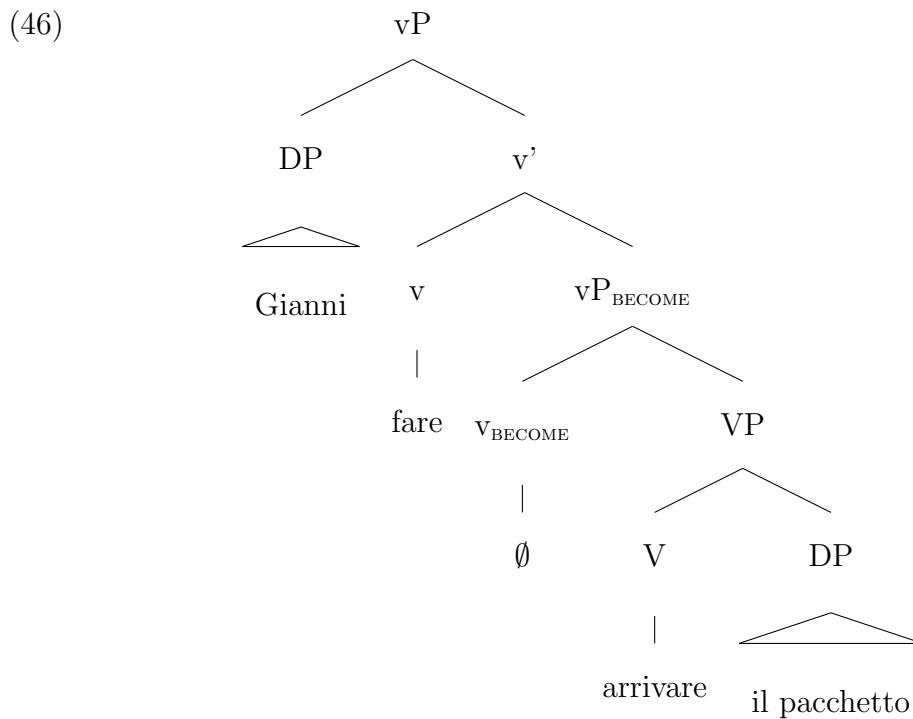 (46) vP
DP v'
Gianni v vP_BECOME
fare v_BECOME VP
∅ V DP
arrivare il pacchetto